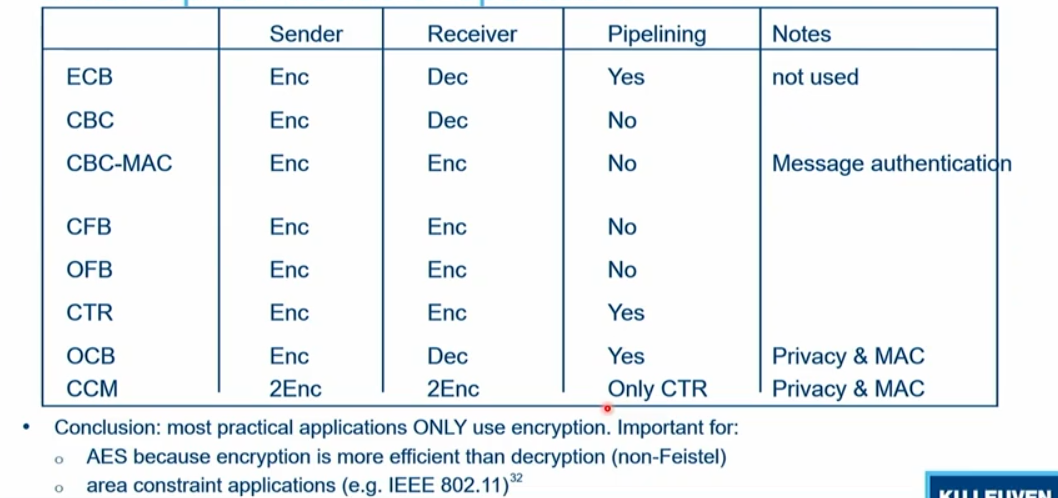 Sender Receiver Pipelining Notes
ECB Enc Dec Yes not used
CBC Enc Dec No
CBC-MAC Enc Enc No Message authentication
CFB Enc Enc No
OFB Enc Enc No
CTR Enc Enc Yes
OCB Enc Dec Yes Privacy & MAC
CCM 2Enc 2Enc Only CTR Privacy & MAC
• Conclusion: most practical applications ONLY use encryption. Important for:
o AES because encryption is more efficient than decryption (non-Feistel)
o area constraint applications (e.g. IEEE 802.11)32